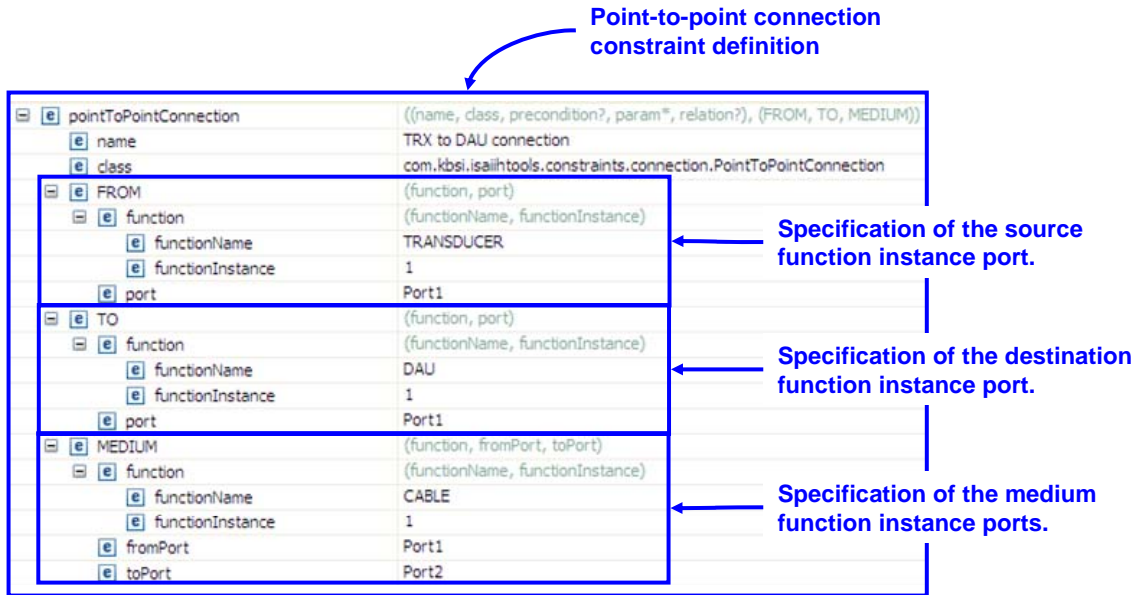 Point-to-point connection
constraint definition
e pointToPointConnection ((name, class, precondition?, param*, relation?), (FROM, TO, MEDIUM))
e name TRX to DAU connection
e class com.kbsi.isaiihtools.constraints.connection.PointToPointConnection
e FROM (function, port)
e function (functionName, functionInstance)
e functionName TRANSDUCER
e functionInstance 1
e port Port1
Specification of the source
function instance port.
e TO (function, port)
e function (functionName, functionInstance)
e functionName DAU
e functionInstance 1
e port Port1
Specification of the destination
function instance port.
e MEDIUM (function, fromPort, toPort)
e function (functionName, functionInstance)
e functionName CABLE
e functionInstance 1
e fromPort Port1
e toPort Port2
Specification of the medium
function instance ports.